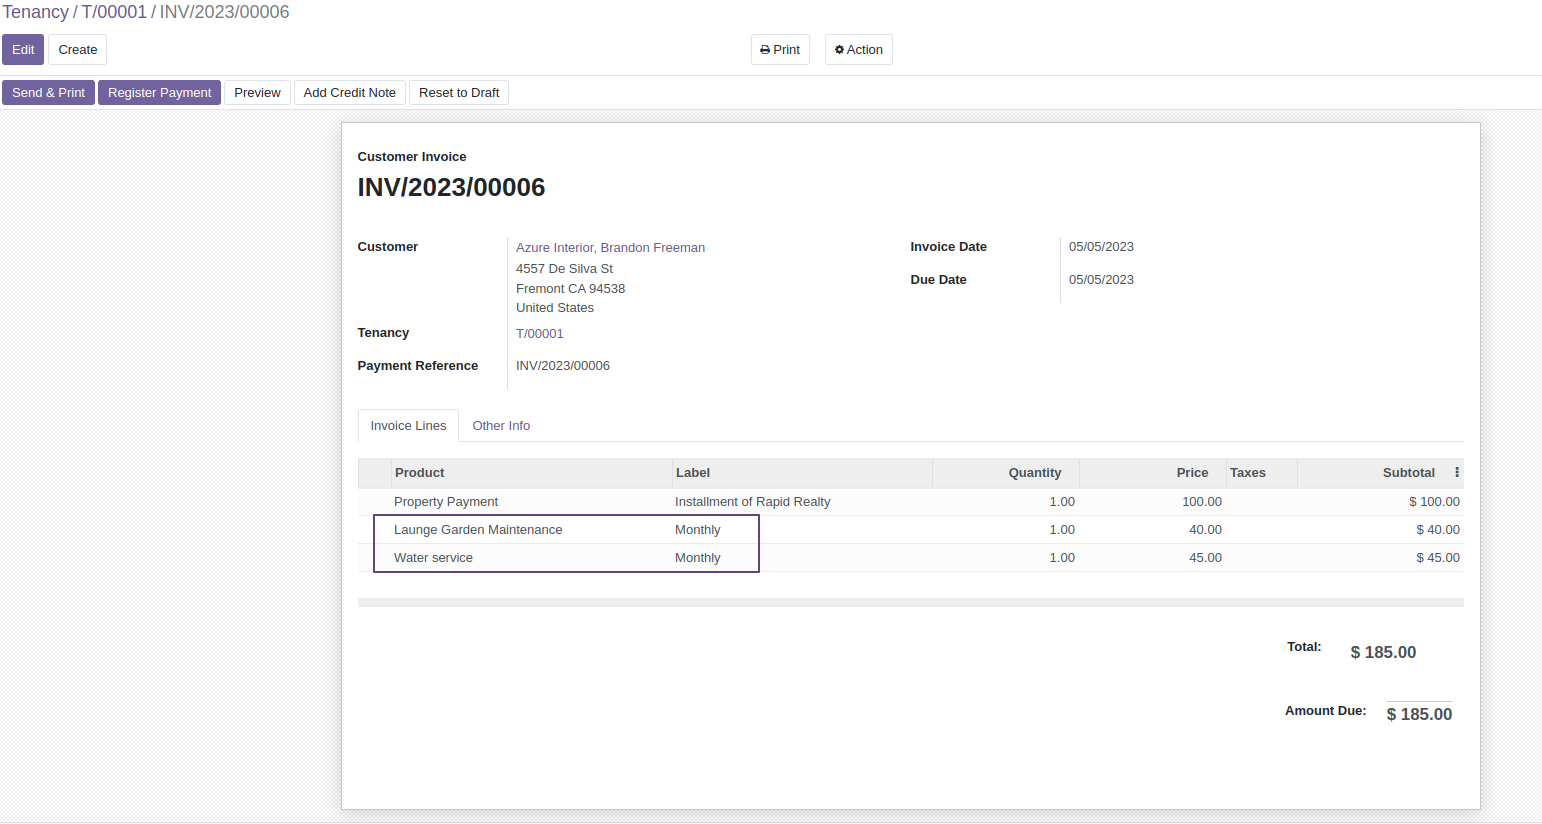 Tenancy / T/00001 / INV/2023/00006
Edit Create Print Action
Send & Print Register Payment Preview Add Credit Note Reset to Draft
Customer Invoice
INV/2023/00006
Customer Azure Interior, Brandon Freeman Invoice Date 05/05/2023
4557 De Silva St
Fremont CA 94538 Due Date 05/05/2023
United States
Tenancy T/00001
Payment Reference INV/2023/00006
Invoice Lines Other Info
Product Label Quantity Price Taxes Subtotal
Property Payment Installment of Rapid Realty 1.00 100.00 $ 100.00
Launge Garden Maintenance Monthly 1.00 40.00 $ 40.00
Water service Monthly 1.00 45.00 $ 45.00
Total: $ 185.00
Amount Due: $ 185.00